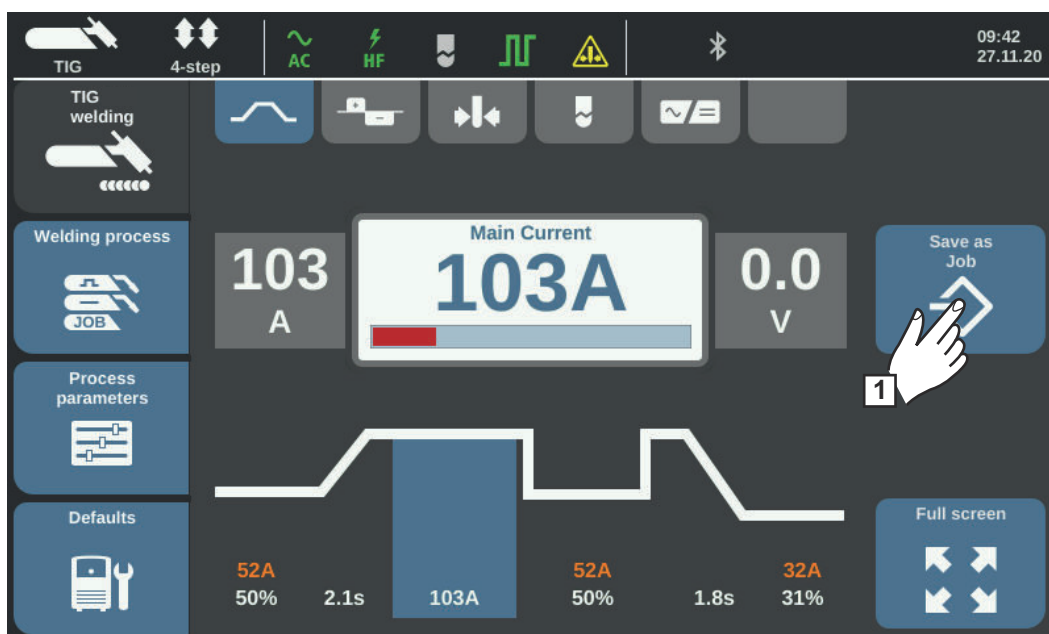 TIG
4-step
AC
HF
09:42
27.11.20
TIG
welding
Welding process
JOB
Process
parameters
Defaults
103
A
Main Current
103A
0.0
V
Save as
Job
1
Full screen
52A
50%
2.1s
103A
52A
50%
1.8s
32A
31%